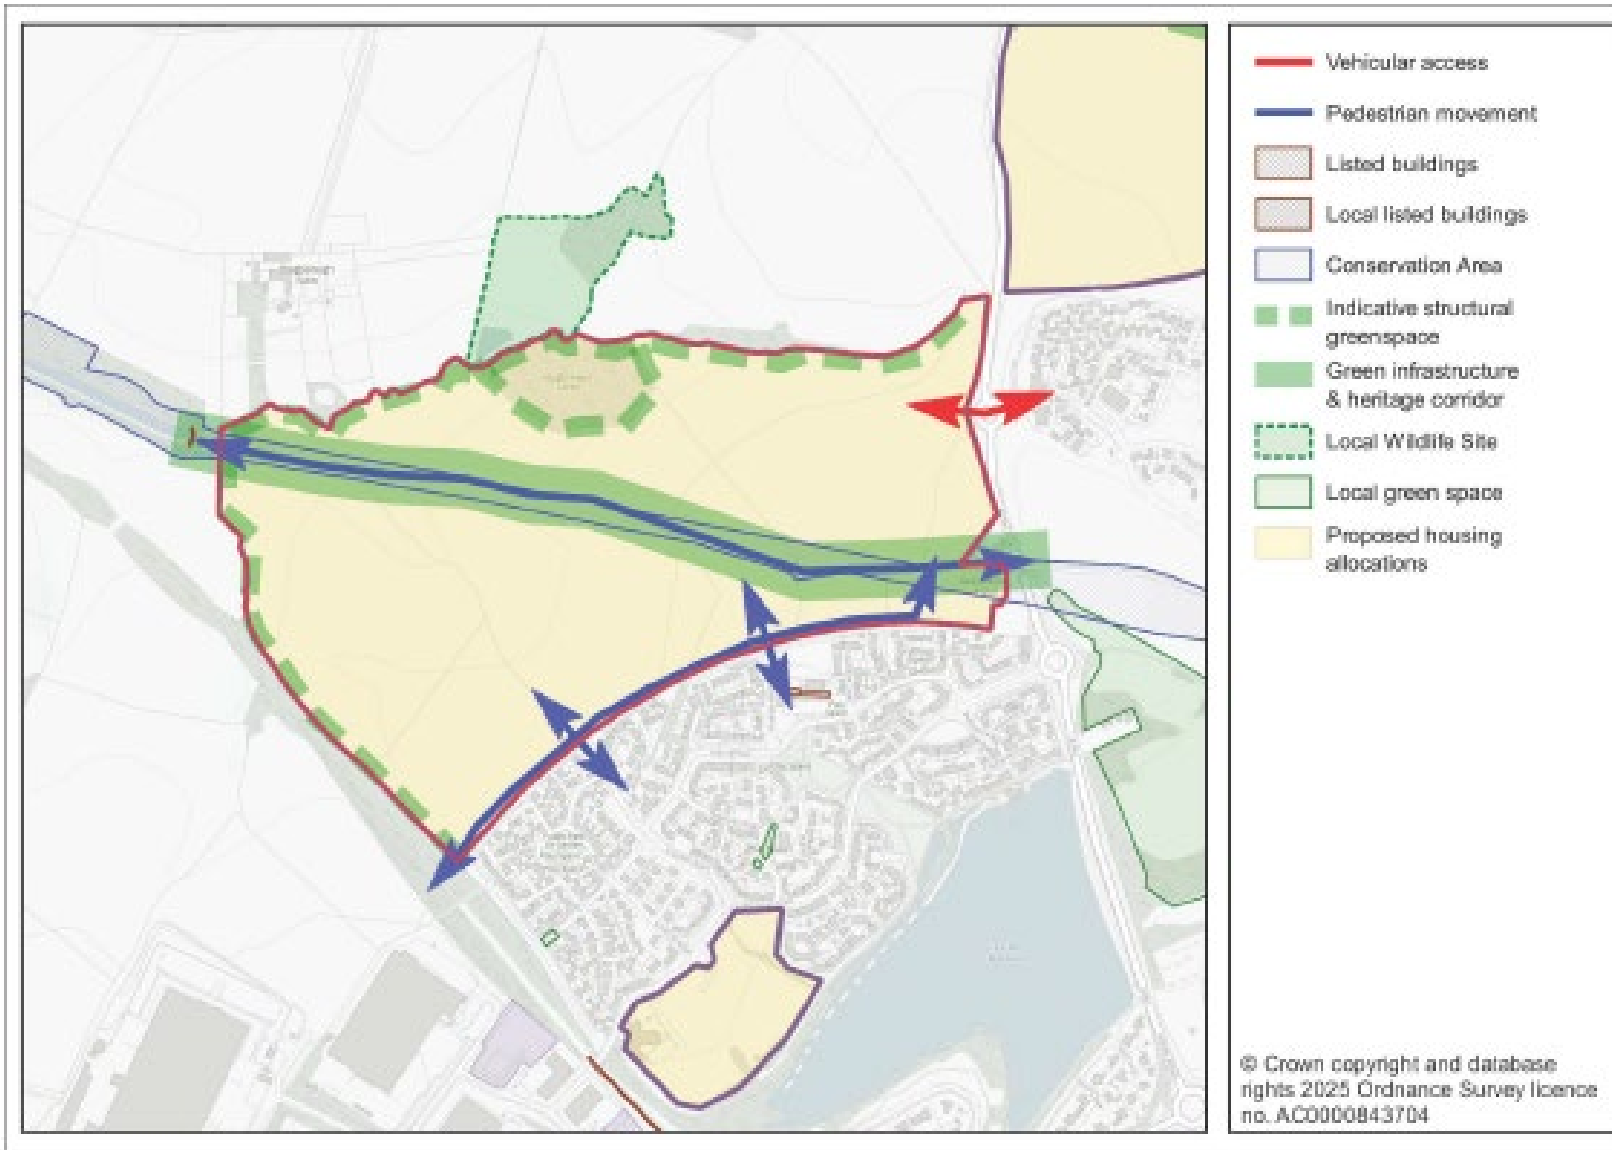 Vehicular access
Pedestrian movement
Listed buildings
Local listed buildings
Conservation Area
Indicative structural
greenspace
Green infrastructure
& heritage corridor
Local Wildlife Site
Local green space
Proposed housing
allocations
© Crown copyright and database
rights 2025 Ordnance Survey licence
no. AC0000843704